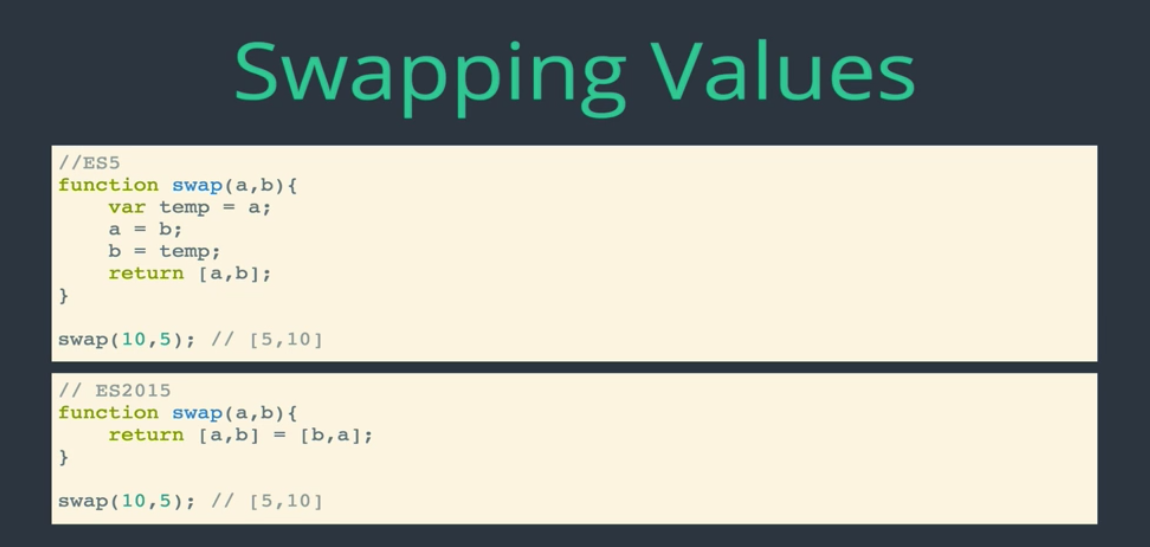 Swapping Values
//ES5
function swap(a,b){
    var temp = a;
    a = b;
    b = temp;
    return [a,b];
}
swap(10,5); // [5,10]
// ES2015
function swap(a,b){
    return [a,b] = [b,a];
}
swap(10,5); // [5,10]